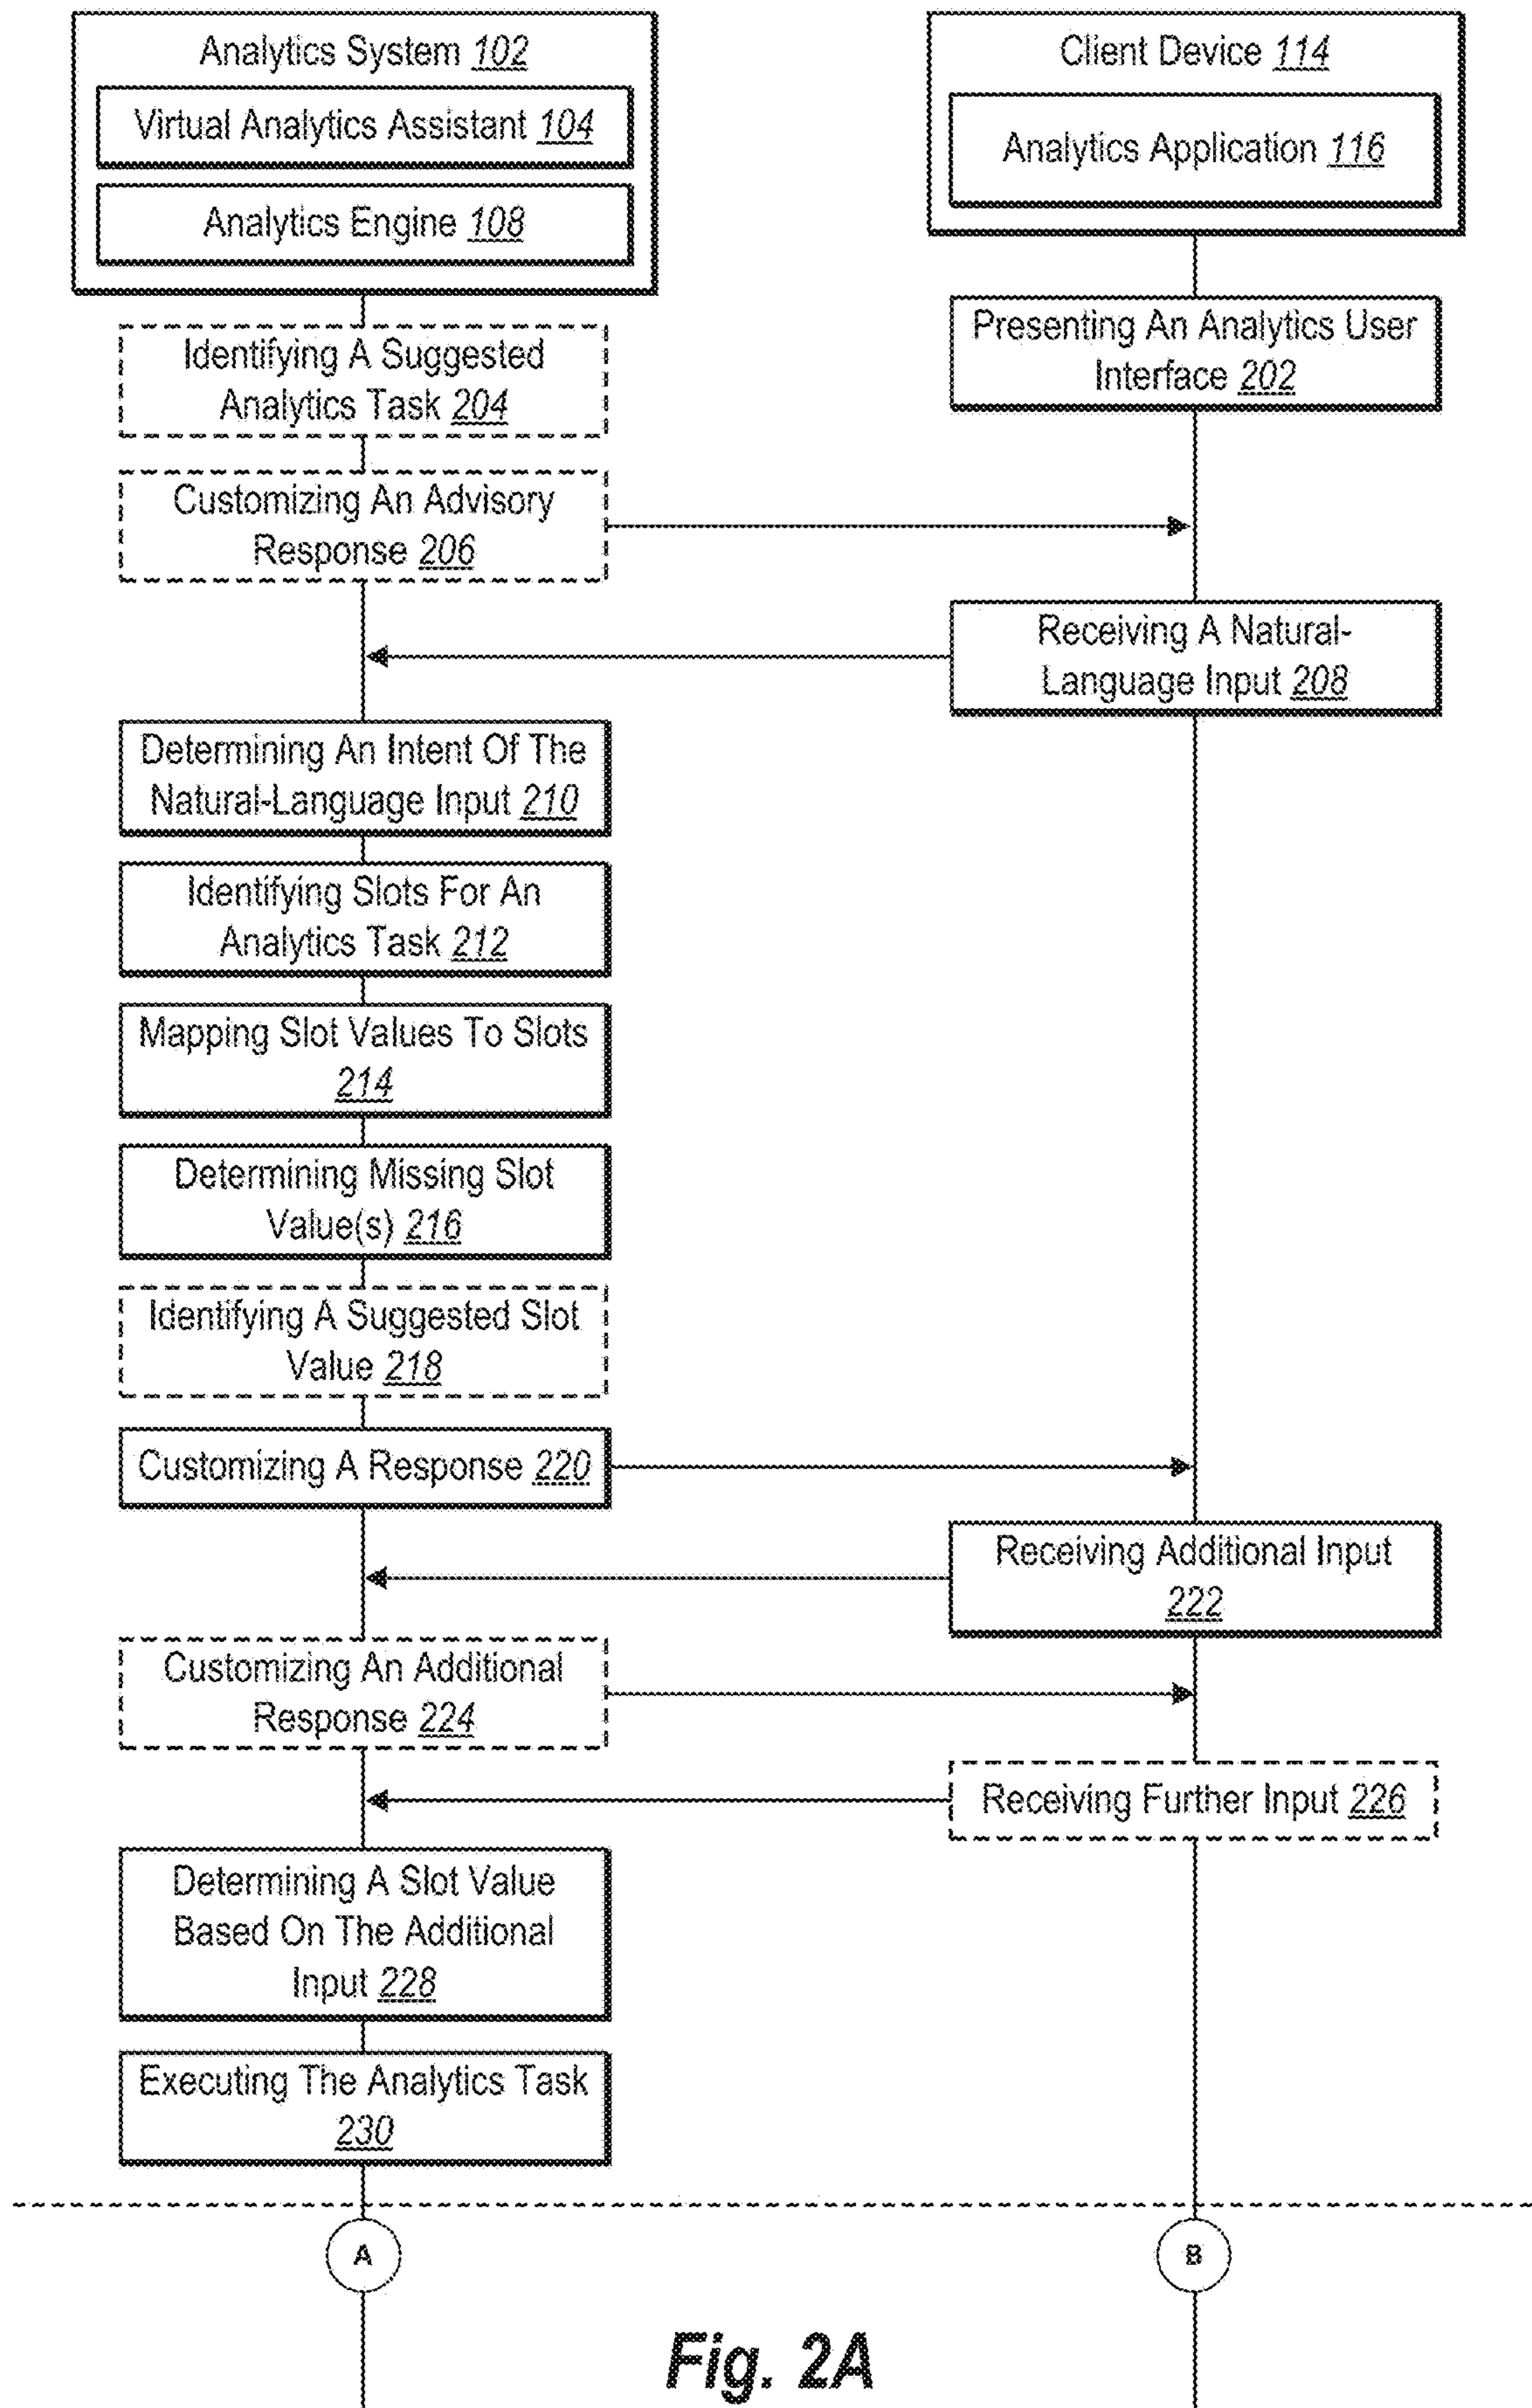 Analytics System 102
Virtual Analytics Assistant 104
Analytics Engine 108
Client Device 114
Analytics Application 116
Presenting An Analytics User
Interface 202
Identifying A Suggested
Analytics Task 204
Customizing An Advisory
Response 206
Receiving A Natural-
Language Input 208
Determining An Intent Of The
Natural-Language Input 210
Identifying Slots For An
Analytics Task 212
Mapping Slot Values To Slots
214
Determining Missing Slot
Value(s) 216
Identifying A Suggested Slot
Value 218
Customizing A Response 220
Receiving Additional Input
222
Customizing An Additional
Response 224
Receiving Further Input 226
Determining A Slot Value
Based On The Additional
Input 228
Executing The Analytics Task
230
A
B
Fig. 2A